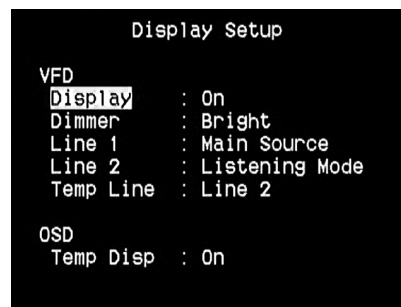 Display Setup
VFD
Display : On
Dimmer : Bright
Line 1 : Main Source
Line 2 : Listening Mode
Temp Line : Line 2
OSD
Temp Disp : On